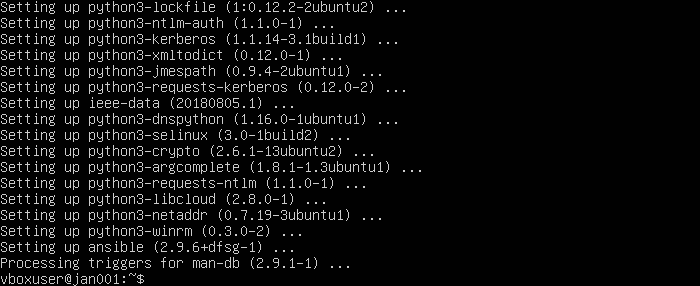 Setting up python3-lockfile (1:0.12.2-2ubuntu2) ...
Setting up python3-ntlm-auth (1.1.0-1) ...
Setting up python3-kerberos (1.1.14-3.1build1) ...
Setting up python3-xmltodict (0.12.0-1) ...
Setting up python3-jmespath (0.9.4-2ubuntu1) ...
Setting up python3-requests-kerberos (0.12.0-2) ...
Setting up ieee-data (20180805.1) ...
Setting up python3-dnspython (1.16.0-1ubuntu1) ...
Setting up python3-selinux (3.0-1build2) ...
Setting up python3-crypto (2.6.1-13ubuntu2) ...
Setting up python3-argcomplete (1.8.1-1.3ubuntu1) ...
Setting up python3-requests-ntlm (1.1.0-1) ...
Setting up python3-libcloud (2.8.0-1) ...
Setting up python3-netaddr (0.7.19-3ubuntu1) ...
Setting up python3-winrm (0.3.0-2) ...
Setting up ansible (2.9.6+dfsg-1) ...
Processing triggers for man-db (2.9.1-1) ...
vboxuser@jan001:~$